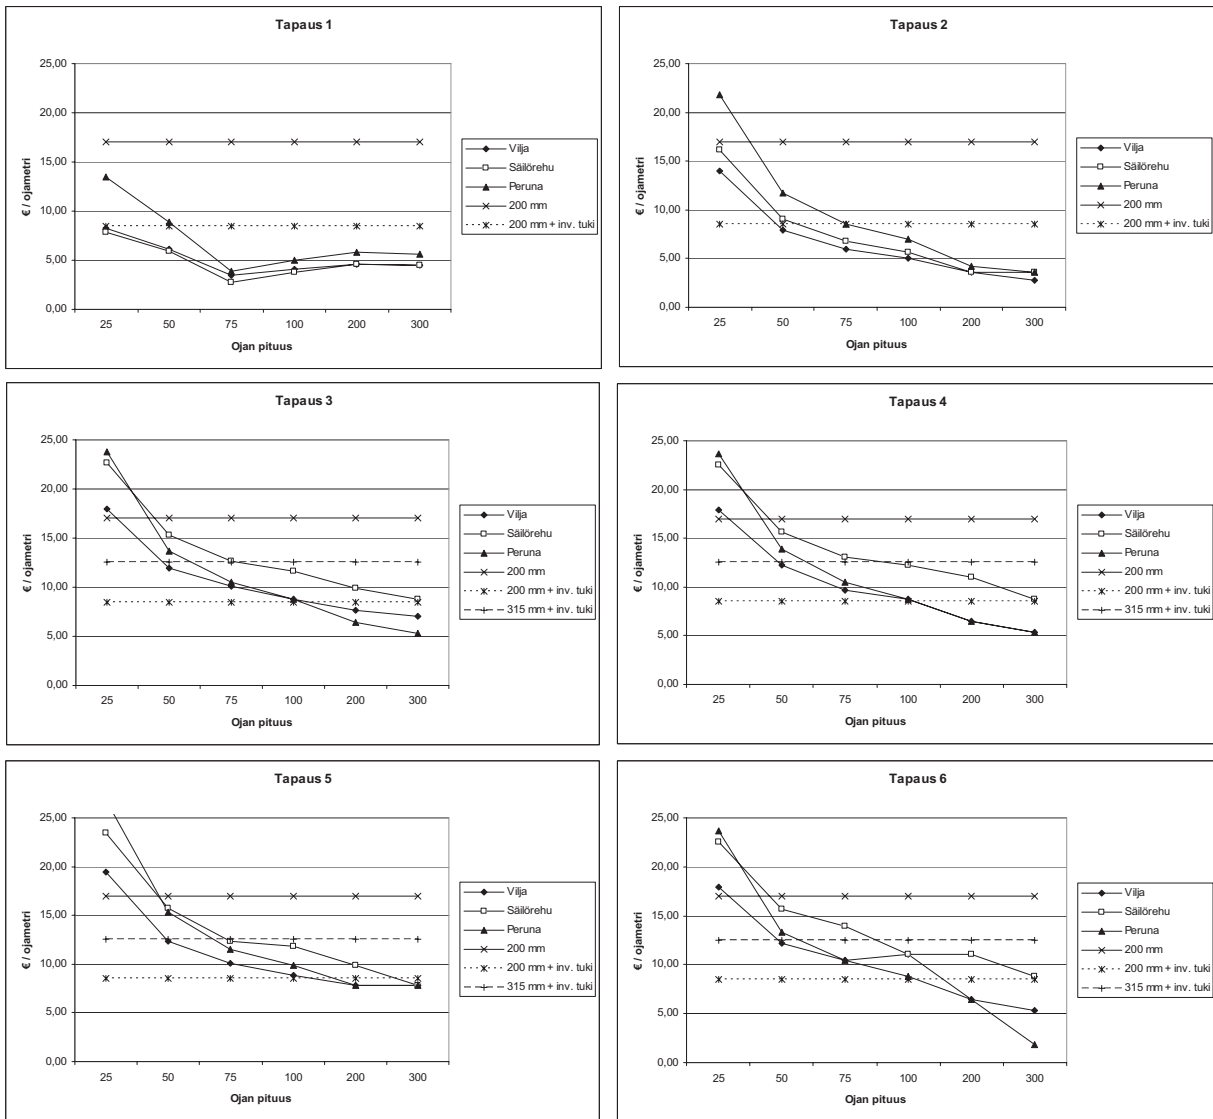 Tapaus 1
25,00
20,00
15,00
10,00
5,00
0,00
€ / ojametri
25 50 75 100 200 300
Ojan pituus
Vilja
Säilörehu
Peruna
200 mm
200 mm + inv. tuki
Tapaus 2
25,00
20,00
15,00
10,00
5,00
0,00
€ / ojametri
25 50 75 100 200 300
Ojan pituus
Vilja
Säilörehu
Peruna
200 mm
200 mm + inv. tuki
Tapaus 3
25,00
20,00
15,00
10,00
5,00
0,00
€ / ojametri
25 50 75 100 200 300
Ojan pituus
Vilja
Säilörehu
Peruna
200 mm
200 mm + inv. tuki
315 mm + inv. tuki
Tapaus 4
25,00
20,00
15,00
10,00
5,00
0,00
€ / ojametri
25 50 75 100 200 300
Ojan pituus
Vilja
Säilörehu
Peruna
200 mm
200 mm + inv. tuki
315 mm + inv. tuki
Tapaus 5
25,00
20,00
15,00
10,00
5,00
0,00
€ / ojametri
25 50 75 100 200 300
Ojan pituus
Vilja
Säilörehu
Peruna
200 mm
200 mm + inv. tuki
315 mm + inv. tuki
Tapaus 6
25,00
20,00
15,00
10,00
5,00
0,00
€ / ojametri
25 50 75 100 200 300
Ojan pituus
Vilja
Säilörehu
Peruna
200 mm
200 mm + inv. tuki
315 mm + inv. tuki